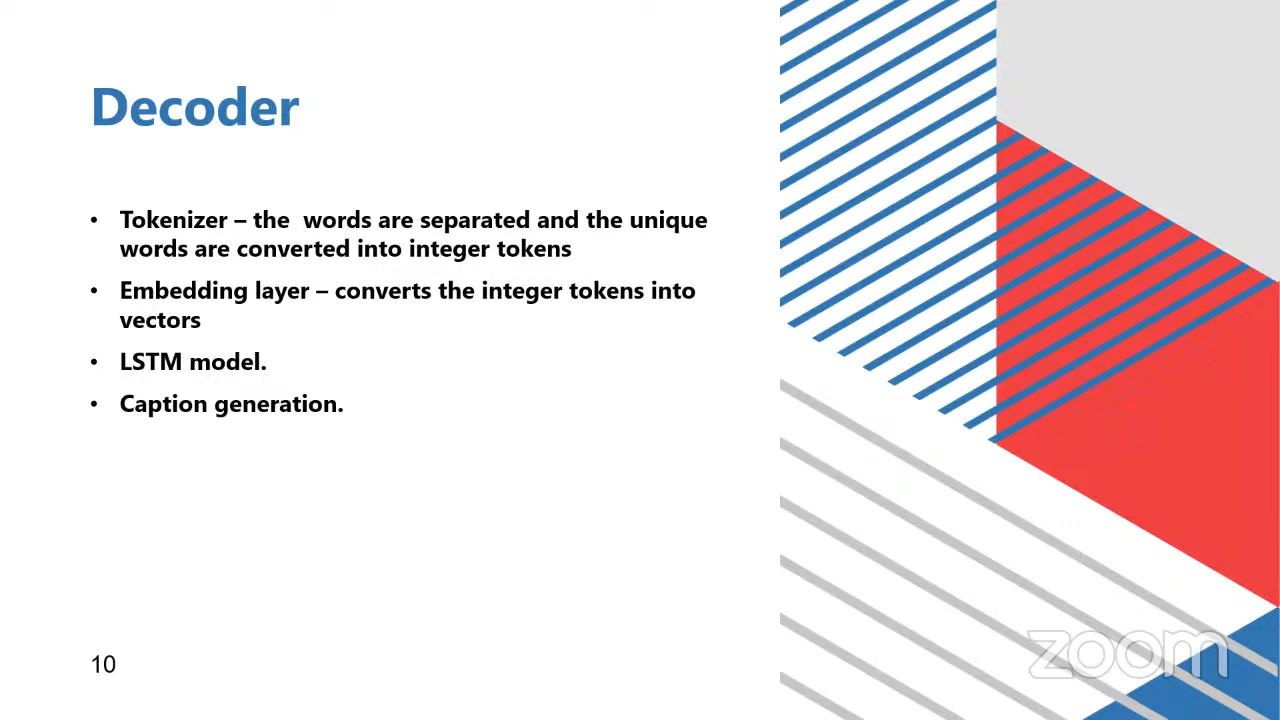 Decoder
• Tokenizer – the  words are separated and the unique
words are converted into integer tokens
• Embedding layer – converts the integer tokens into
vectors
• LSTM model.
• Caption generation.
10
zoom